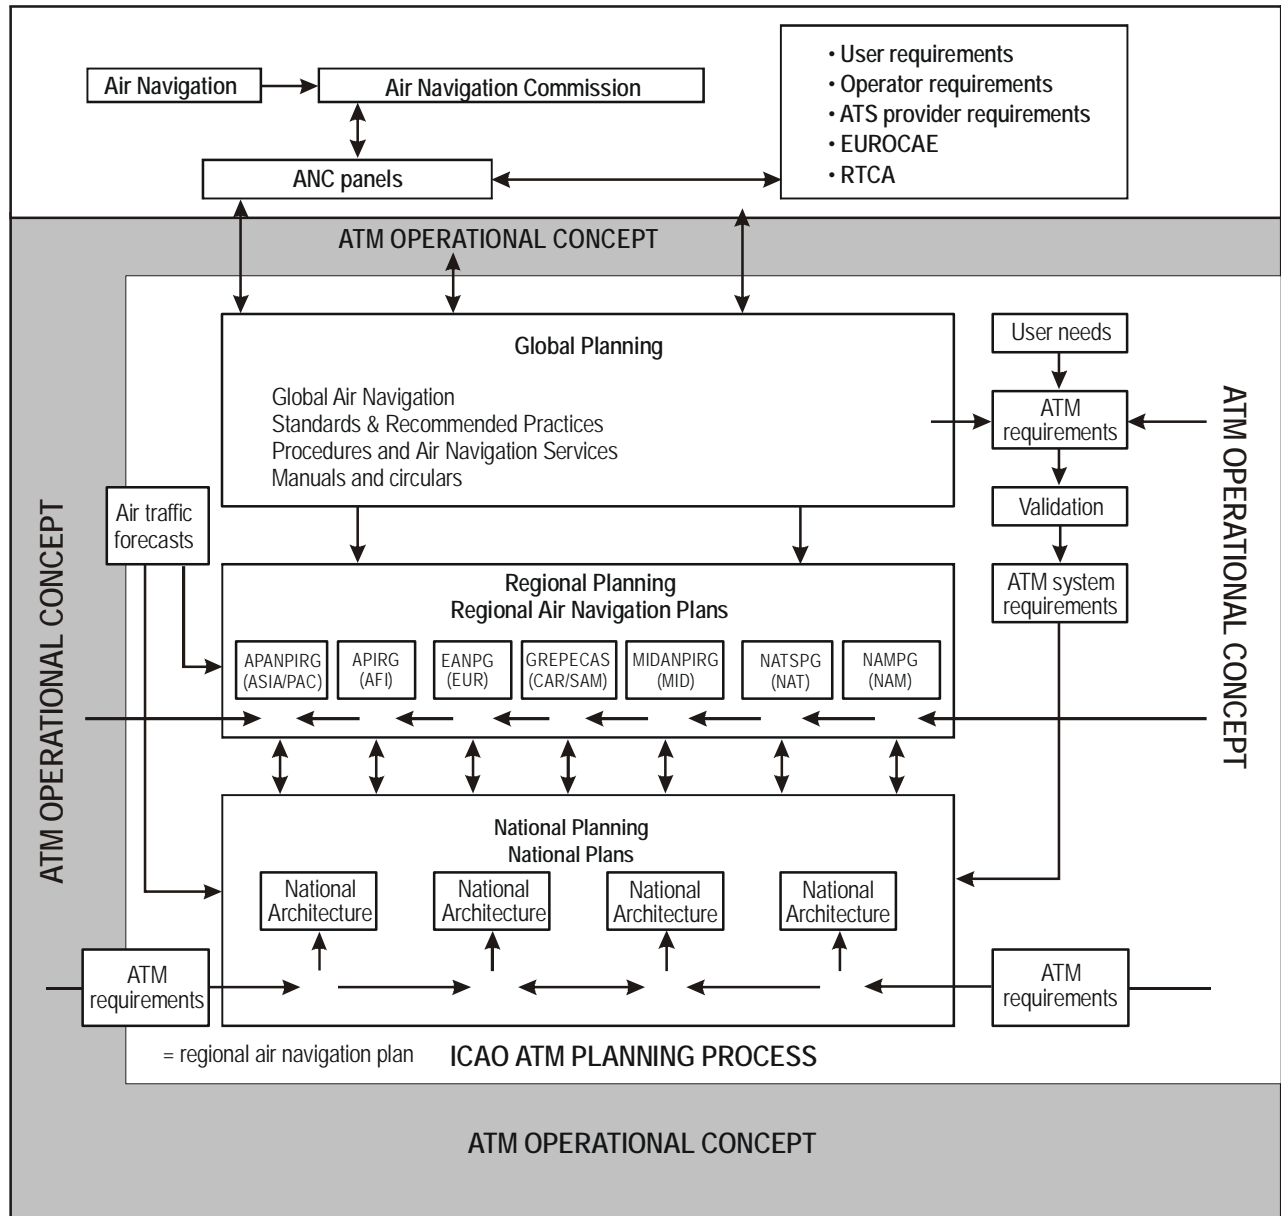 Air Navigation
Air Navigation Commission
ANC panels
• User requirements
• Operator requirements
• ATS provider requirements
• EUROCAE
• RTCA
ATM OPERATIONAL CONCEPT
Global Planning
Global Air Navigation
Standards & Recommended Practices
Procedures and Air Navigation Services
Manuals and circulars
User needs
ATM
requirements
Validation
ATM system
requirements
ATM OPERATIONAL CONCEPT
ATM OPERATIONAL CONCEPT
Air traffic
forecasts
Regional Planning
Regional Air Navigation Plans
APANPIRG
(ASIA/PAC)
APIRG
(AFI)
EANPG
(EUR)
GREPECAS
(CAR/SAM)
MIDANPIRG
(MID)
NATSPG
(NAT)
NAMPG
(NAM)
National Planning
National Plans
National
Architecture
National
Architecture
National
Architecture
National
Architecture
ATM
requirements
ATM
requirements
= regional air navigation plan
ICAO ATM PLANNING PROCESS
ATM OPERATIONAL CONCEPT